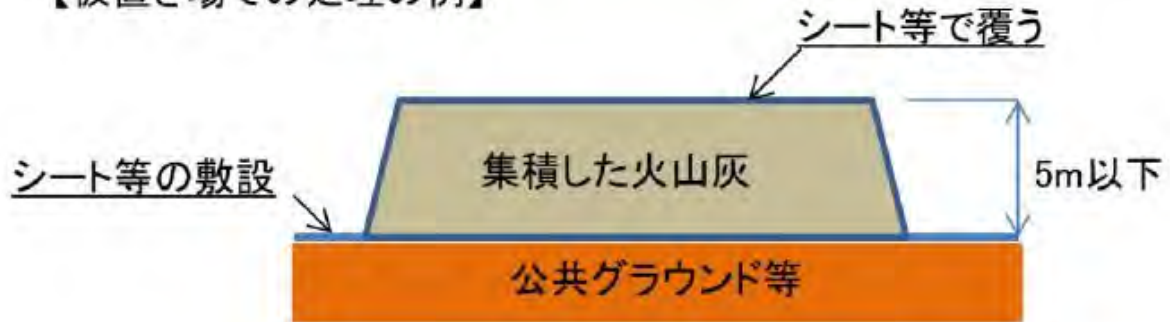 シート等で覆う
集積した火山灰
シート等の敷設
5m以下
公共グラウンド等